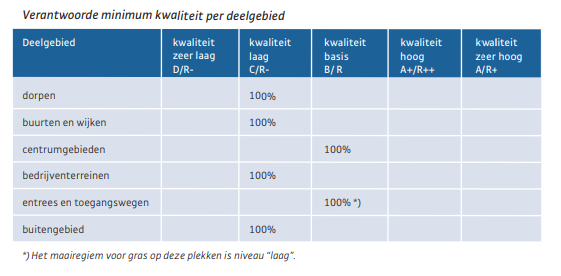 Verantwoorde minimum kwaliteit per deelgebied
Deelgebied kwaliteit zeer laag D/R- kwaliteit laag C/R- kwaliteit basis B/ R kwaliteit hoog A+/R++ kwaliteit zeer hoog A/R+
dorpen 100%
buurten en wijken 100%
centrumgebieden 100%
bedrijventerreinen 100%
entrees en toegangswegen 100% *)
buitengebied 100%
*) Het maairegiem voor gras op deze plekken is niveau “laag”.